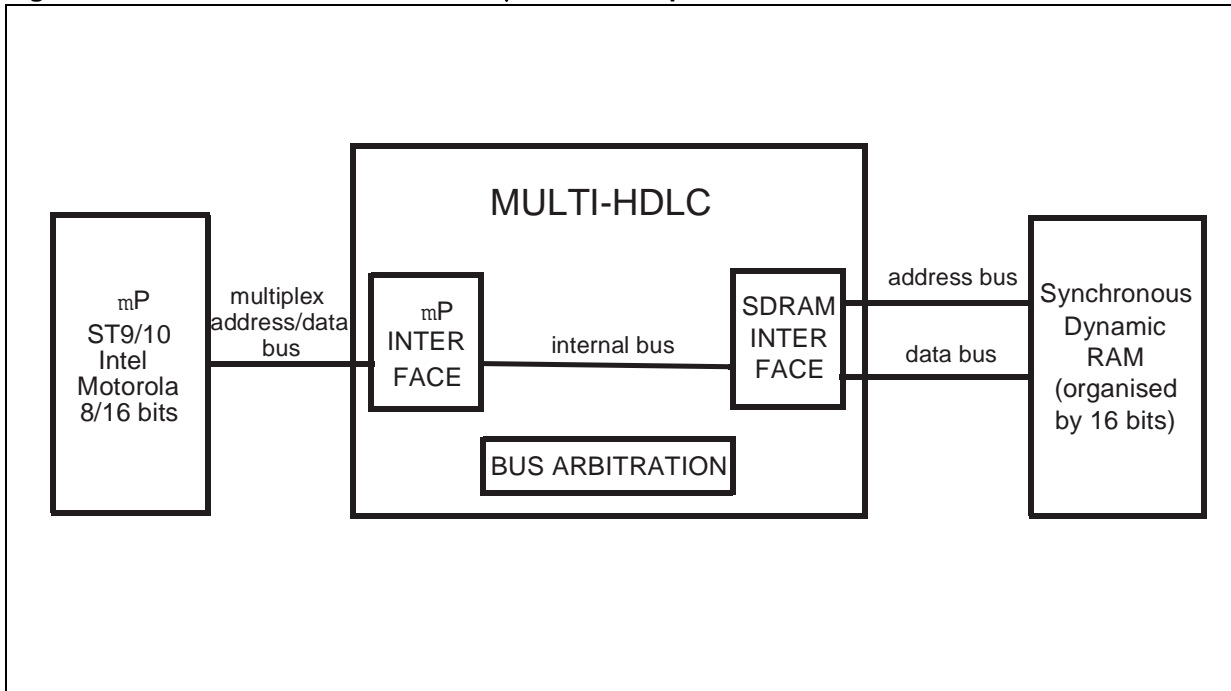 MULTI-HDLC
mP
ST9/10
Intel
Motorola
8/16 bits
multiplex
address/data
bus
mP
INTER
FACE
internal bus
SDRAM
INTER
FACE
address bus
data bus
Synchronous
Dynamic
RAM
(organised
by 16 bits)
BUS ARBITRATION